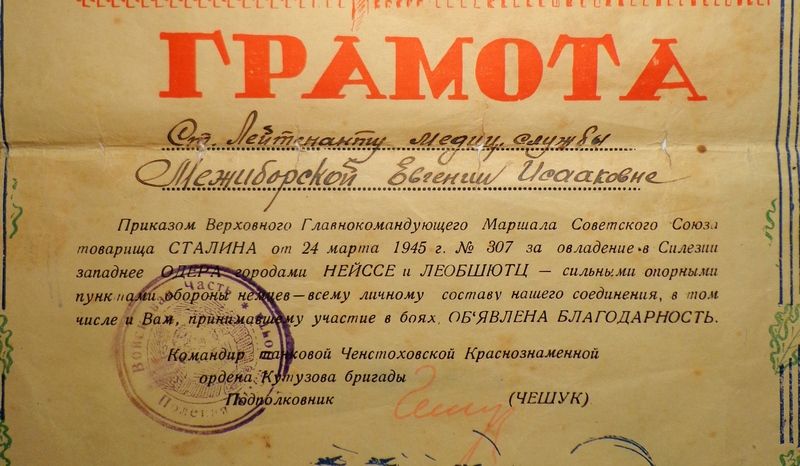 ГРАМОТА
Ст. Лейтенанту медиц. службы
Межиборской Евгении Исааковне
Приказом Верховного Главнокомандующего Маршала Советского Союза
товарища СТАЛИНА от 24 марта 1945 г. № 307 за овладение в Силезии
западнее ОДЕРА городами НЕЙССЕ и ЛЕОБШЮТЦ — сильными опорными
пунктами обороны немцев—всему личному составу нашего соединения, в том
числе и Вам, принимавшему участие в боях, ОБ'ЯВЛЕНА БЛАГОДАРНОСТЬ.
Командир танковой Ченстоховской Краснознаменной
ордена Кутузова бригады
Подполковник (ЧЕШУК)
часть
Полевая